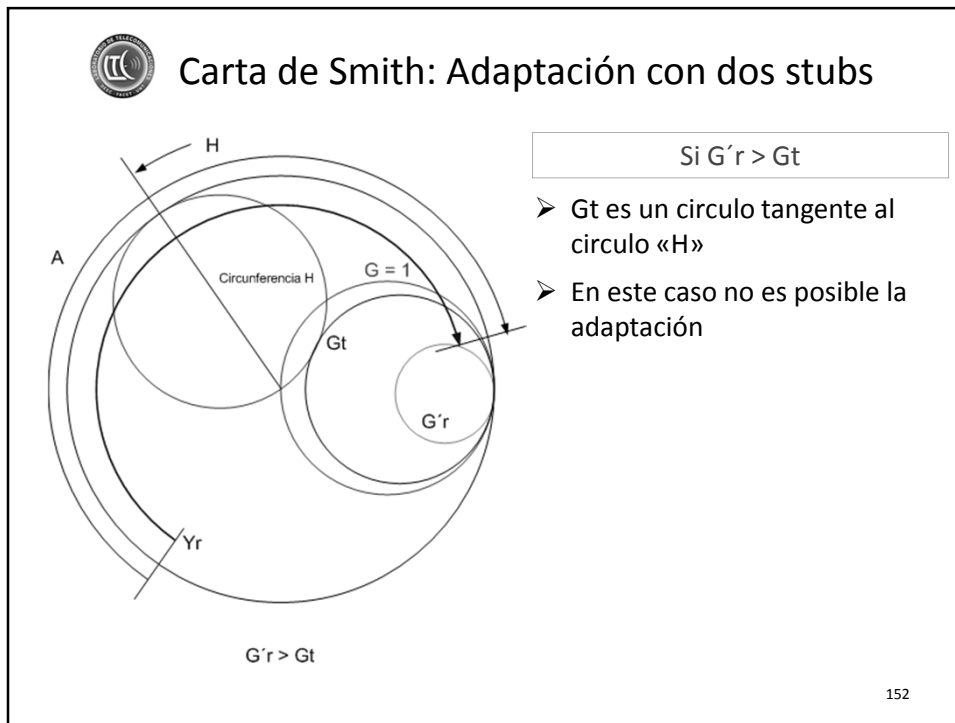 Carta de Smith: Adaptación con dos stubs
Si G´r > Gt
➢ Gt es un circulo tangente al
circulo «H»
➢ En este caso no es posible la
adaptación
H
A
Circunferencia H
G = 1
Gt
G´r
Yr
G´r > Gt
152